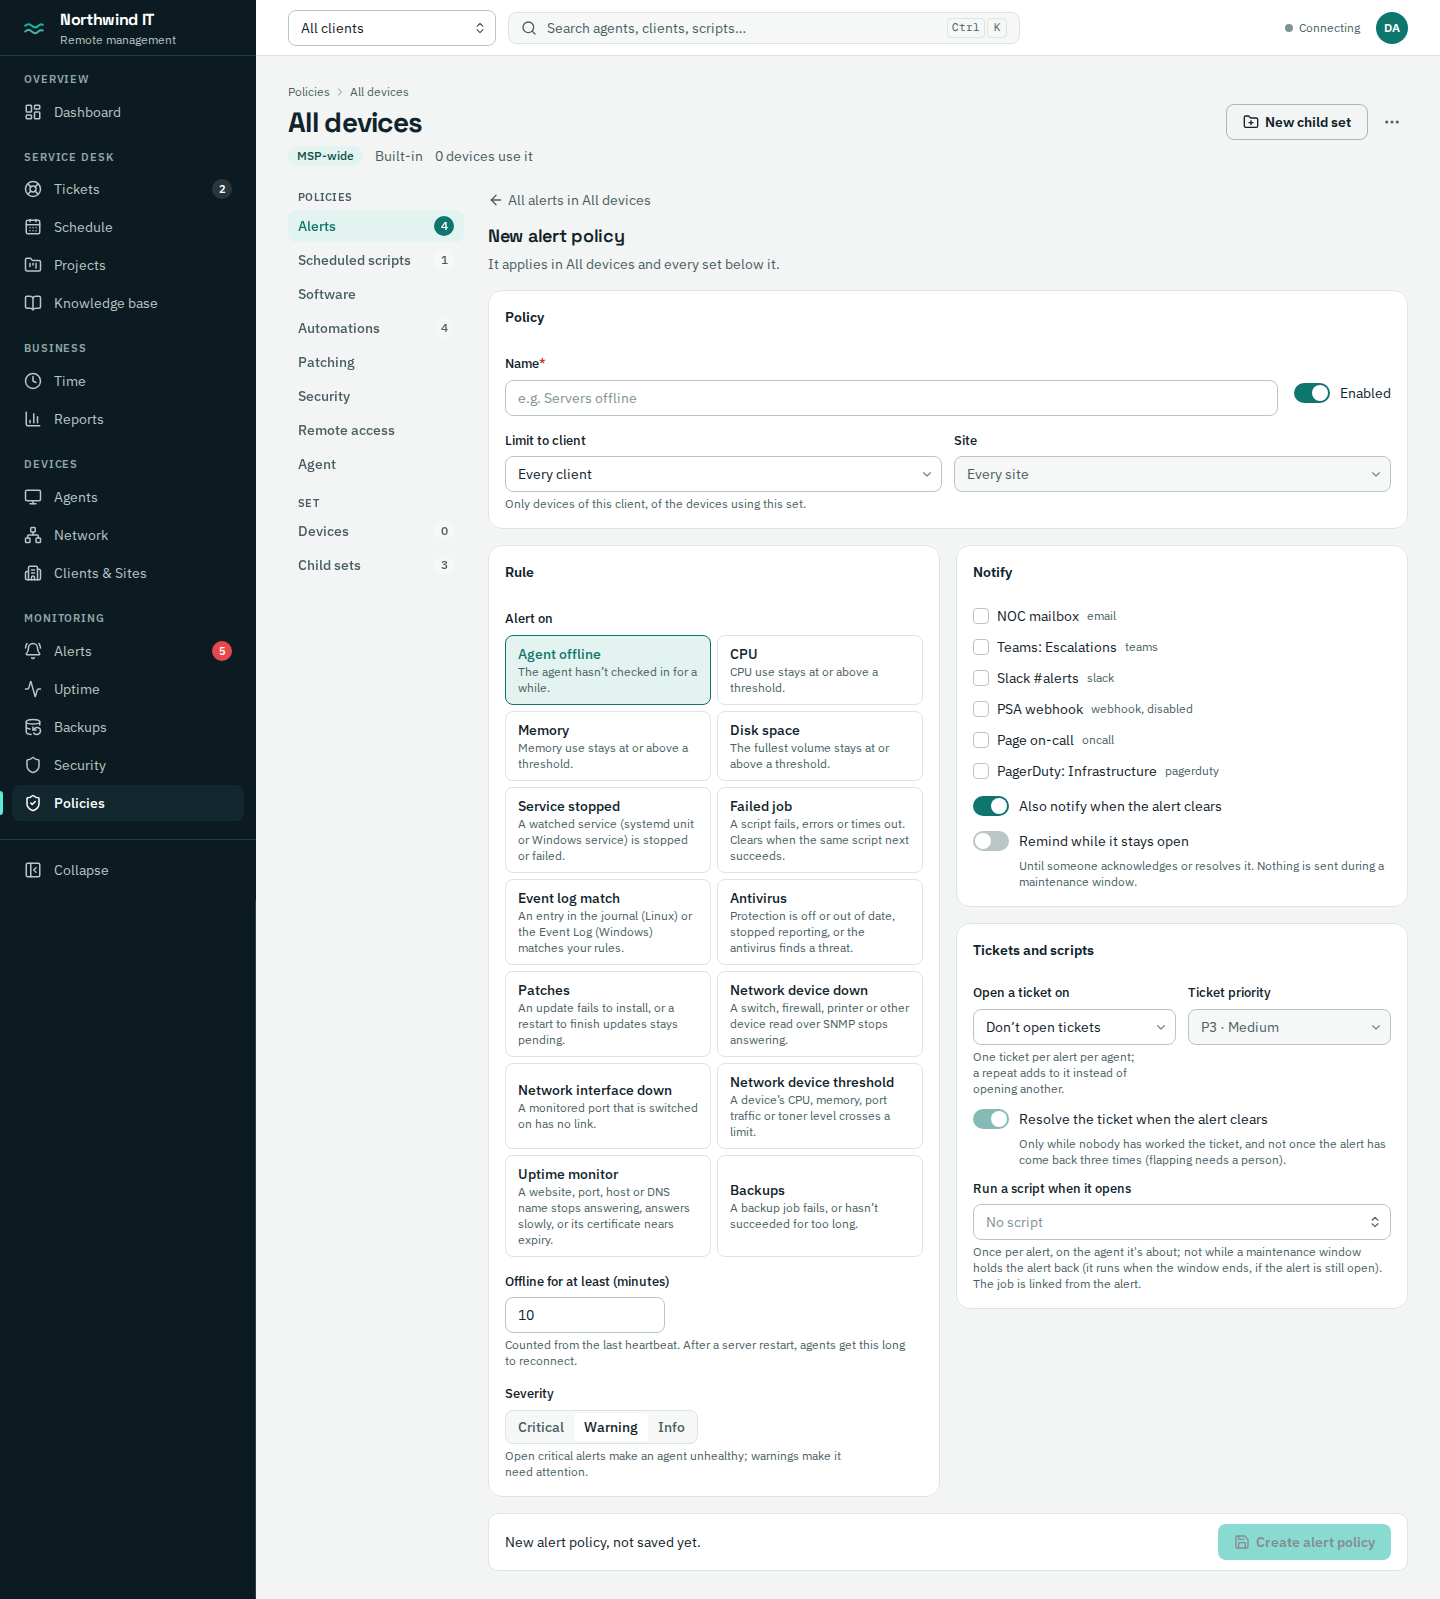 Northwind IT
Remote management
All clients
Search agents, clients, scripts...
Ctrl K
Connecting
DA
OVERVIEW
Dashboard
SERVICE DESK
Tickets 2
Schedule
Projects
Knowledge base
BUSINESS
Time
Reports
DEVICES
Agents
Network
Clients & Sites
MONITORING
Alerts 5
Uptime
Backups
Security
Policies
Collapse
Policies > All devices
All devices
New child set
MSP-wide Built-in 0 devices use it
POLICIES
Alerts 4
Scheduled scripts 1
Software
Automations 4
Patching
Security
Remote access
Agent
SET
Devices 0
Child sets 3
← All alerts in All devices
New alert policy
It applies in All devices and every set below it.
Policy
Name*
e.g. Servers offline
Enabled
Limit to client
Every client
Only devices of this client, of the devices using this set.
Site
Every site
Rule
Alert on
Agent offline
The agent hasn't checked in for a
while.
CPU
CPU use stays at or above a
threshold.
Memory
Memory use stays at or above a
threshold.
Disk space
The fullest volume stays at or
above a threshold.
Service stopped
A watched service (systemd unit
or Windows service) is stopped
or failed.
Failed job
A script fails, errors or times out.
Clears when the same script next
succeeds.
Event log match
An entry in the journal (Linux) or
the Event Log (Windows)
matches your rules.
Antivirus
Protection is off or out of date,
stopped reporting, or the
antivirus finds a threat.
Patches
An update fails to install, or a
restart to finish updates stays
pending.
Network device down
A switch, firewall, printer or other
device read over SNMP stops
answering.
Network interface down
A monitored port that is switched
on has no link.
Network device threshold
A device's CPU, memory, port
traffic or toner level crosses a
limit.
Uptime monitor
A website, port, host or DNS
name stops answering, answers
slowly, or its certificate nears
expiry.
Backups
A backup job fails, or hasn't
succeeded for too long.
Offline for at least (minutes)
10
Counted from the last heartbeat. After a server restart, agents get this long
to reconnect.
Severity
Critical Warning Info
Open critical alerts make an agent unhealthy; warnings make it
need attention.
Notify
NOC mailbox email
Teams: Escalations teams
Slack #alerts slack
PSA webhook webhook, disabled
Page on-call oncall
PagerDuty: Infrastructure pagerduty
Also notify when the alert clears
Remind while it stays open
Until someone acknowledges or resolves it. Nothing is sent during a
maintenance window.
Tickets and scripts
Open a ticket on
Don't open tickets
One ticket per alert per agent;
a repeat adds to it instead of
opening another.
Ticket priority
P3 · Medium
Resolve the ticket when the alert clears
Only while nobody has worked the ticket, and not once the alert has
come back three times (flapping needs a person).
Run a script when it opens
No script
Once per alert, on the agent it's about; not while a maintenance window
holds the alert back (it runs when the window ends, if the alert is still open).
The job is linked from the alert.
New alert policy, not saved yet.
Create alert policy